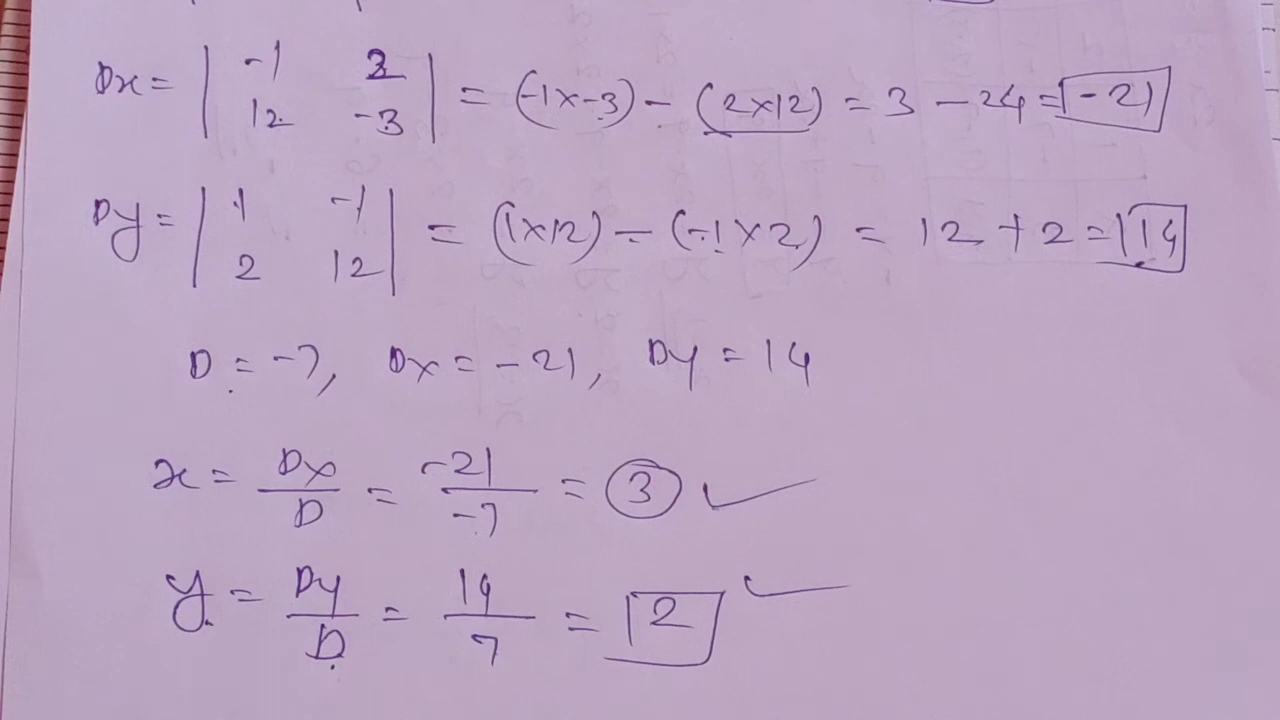 Dx = | -1 2 | = (-1x-3) - (2x12) = 3 - 24 = -21
| 12 -3 |
Dy = | 1 -1 | = (1x12) - (-1x2) = 12 + 2 = 14
| 2 12 |
D = -7, Dx = -21, Dy = 14
x = Dx/D = -21/-7 = 3 ✓
y = Dy/D = 14/7 = 2 ✓